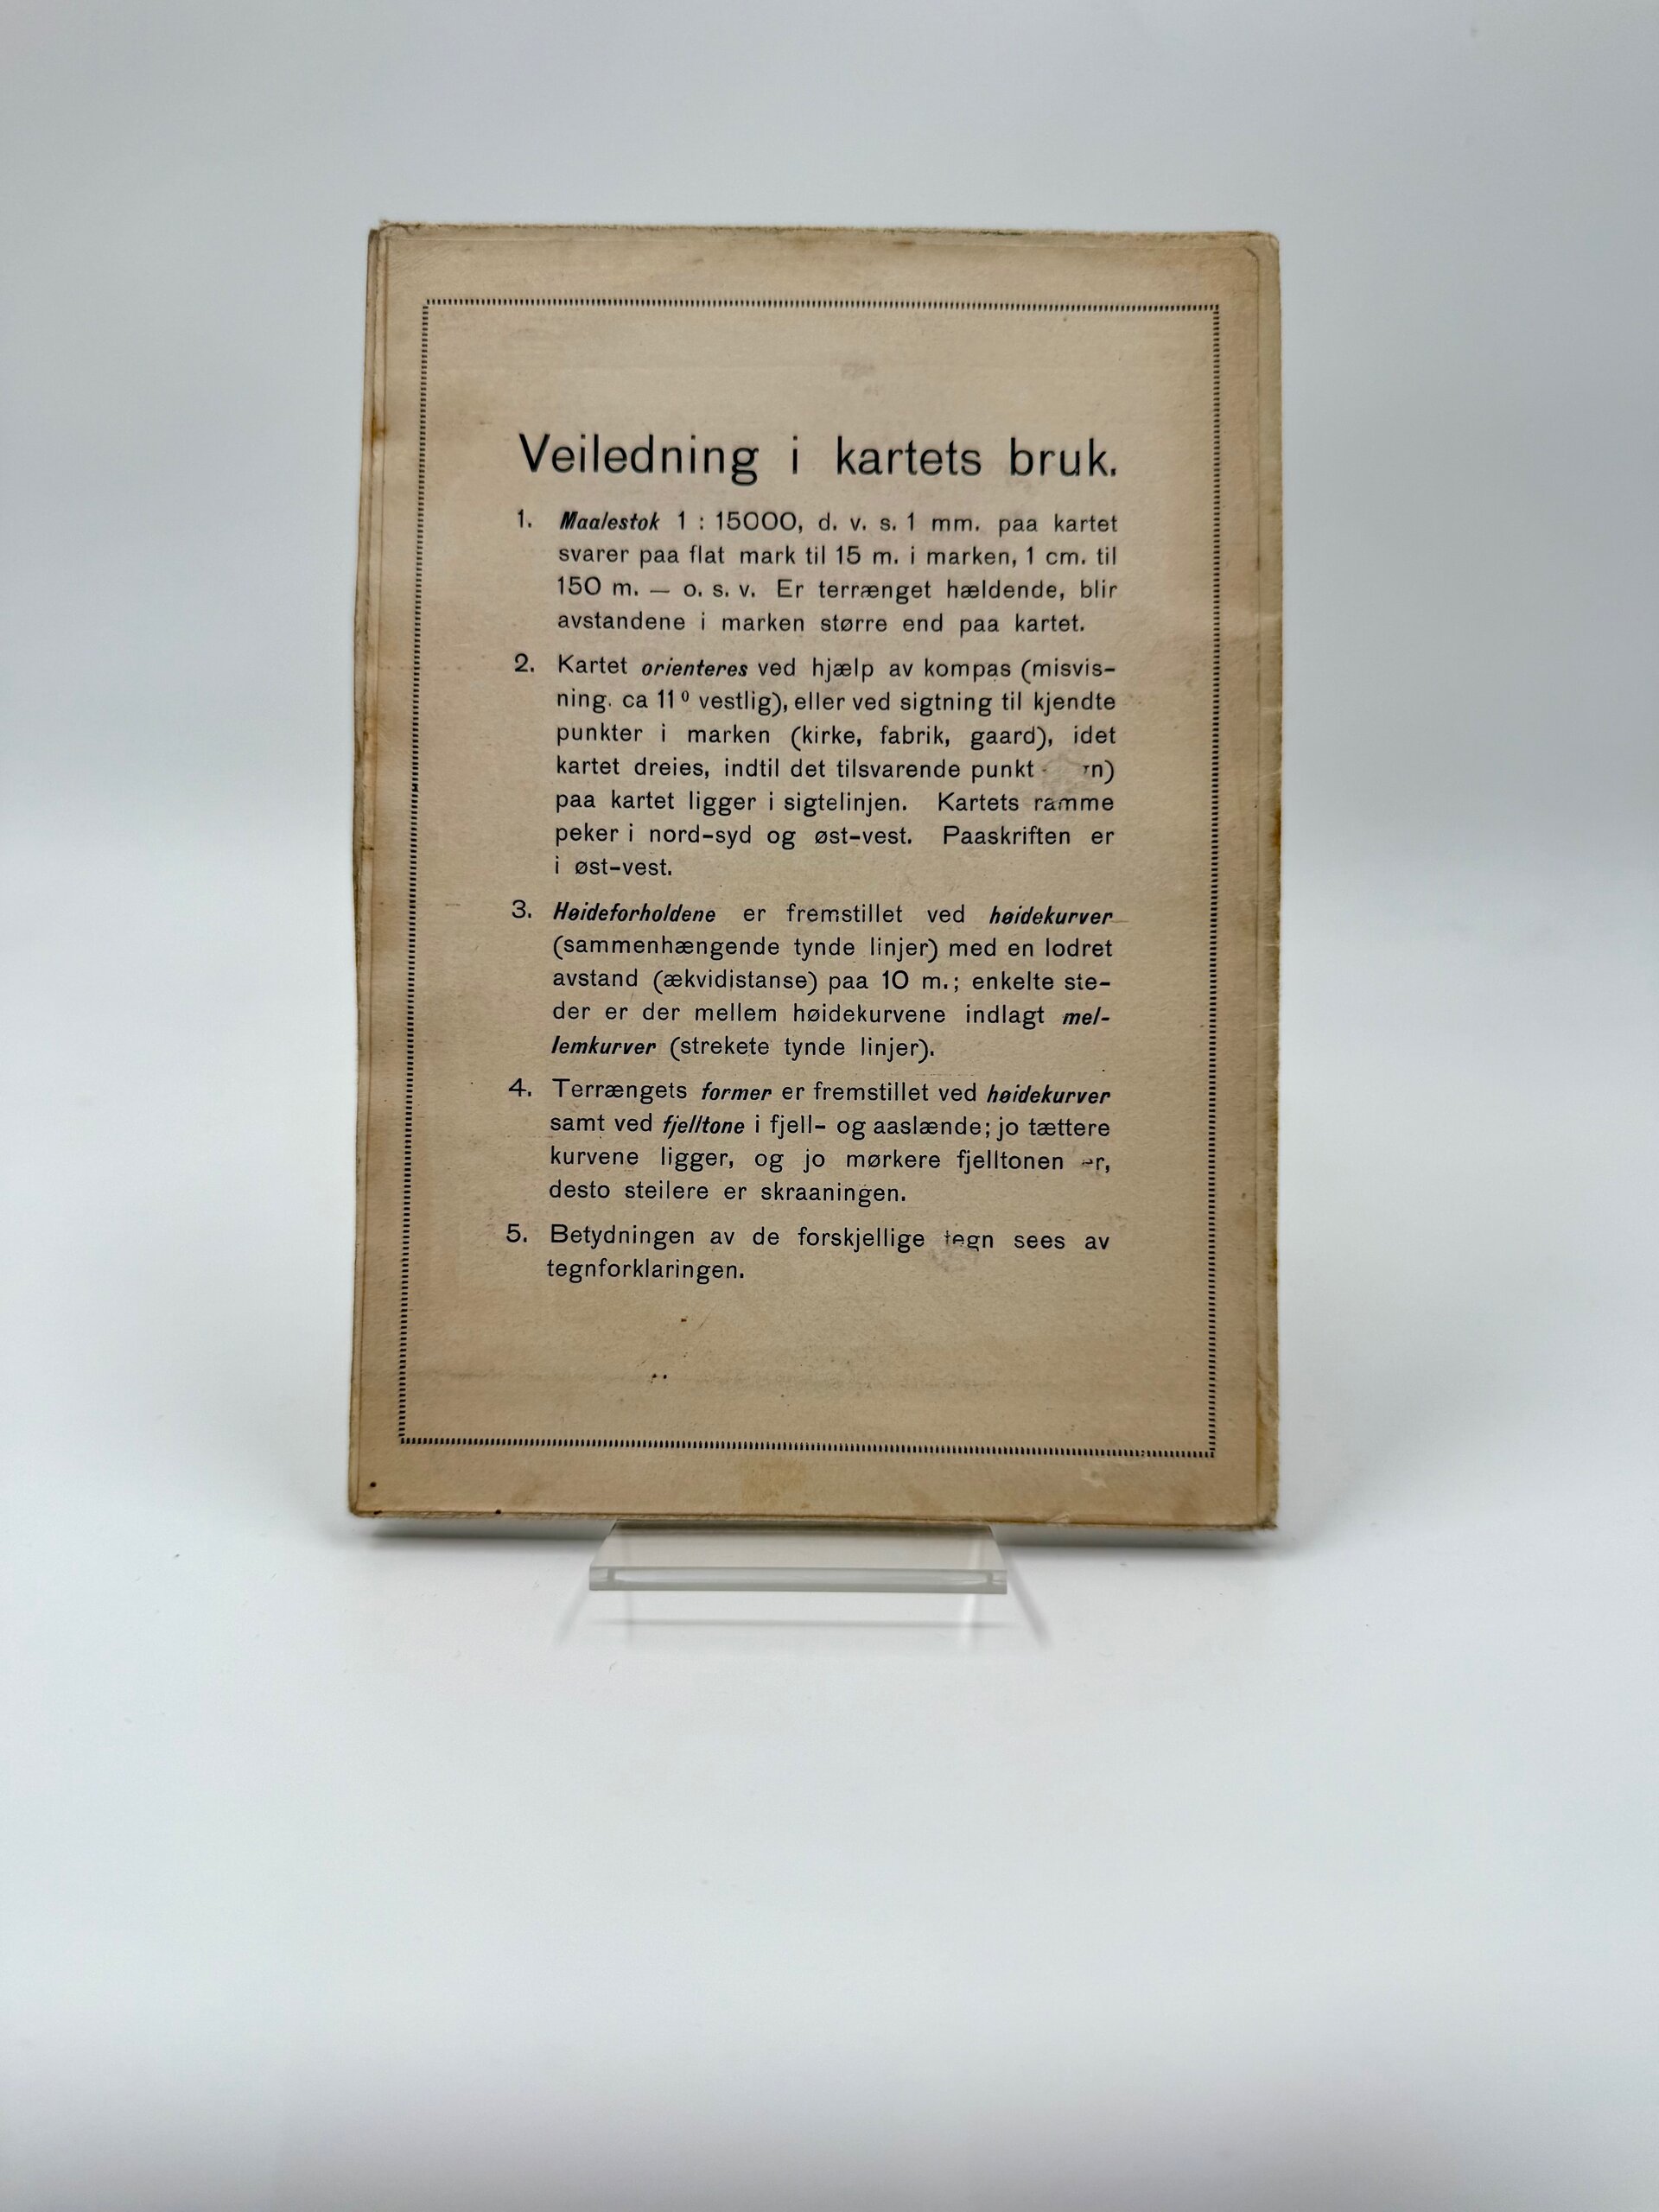 Veiledning i kartets bruk.
1. Maalestok 1 : 15000, d. v. s. 1 mm. paa kartet
svarer paa flat mark til 15 m. i marken, 1 cm. til
150 m. — o. s. v. Er terrænget hældende, blir
avstandene i marken større end paa kartet.
2. Kartet orienteres ved hjælp av kompas (misvis-
ning. ca 11⁰ vestlig), eller ved sigtning til kjendte
punkter i marken (kirke, fabrik, gaard), idet
kartet dreies, indtil det tilsvarende punkt
paa kartet ligger i sigtelinjen. Kartets ramme
peker i nord-syd og øst-vest. Paaskriften er
i øst-vest.
3. Høideforholdene er fremstillet ved høidekurver
(sammenhængende tynde linjer) med en lodret
avstand (ækvidistanse) paa 10 m.; enkelte ste-
der er der mellem høidekurvene indlagt mel-
lemkurver (strekete tynde linjer).
4. Terrængets former er fremstillet ved høidekurver
samt ved fjelltone i fjell- og aaslænde; jo tættere
kurvene ligger, og jo mørkere fjelltonen er,
desto steilere er skraaningen.
5. Betydningen av de forskjellige tegn sees av
tegnforklaringen.